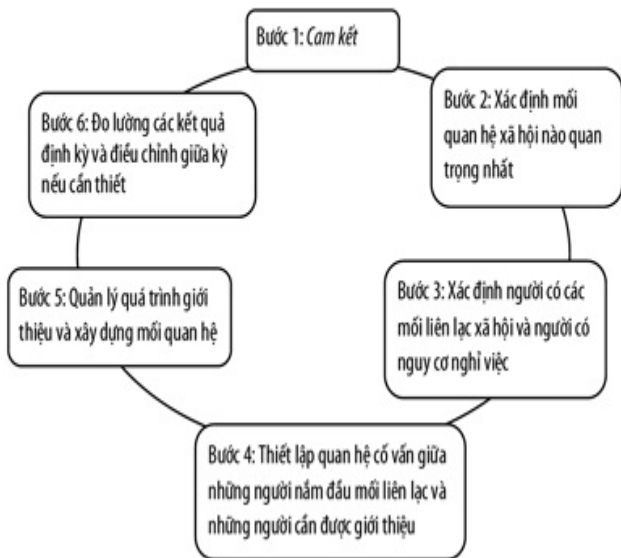 Bước 1: Cam kết
Bước 2: Xác định mối
quan hệ xã hội nào quan
trọng nhất
Bước 3: Xác định người có các
mối liên lạc xã hội và người có
nguy cơ nghỉ việc
Bước 4: Thiết lập quan hệ cố vấn giữa
những người nắm đầu mối liên lạc và
những người cần được giới thiệu
Bước 5: Quản lý quá trình giới
thiệu và xây dựng mối quan hệ
Bước 6: Đo lường các kết quả
định kỳ và điều chỉnh giữa kỳ
nếu cần thiết